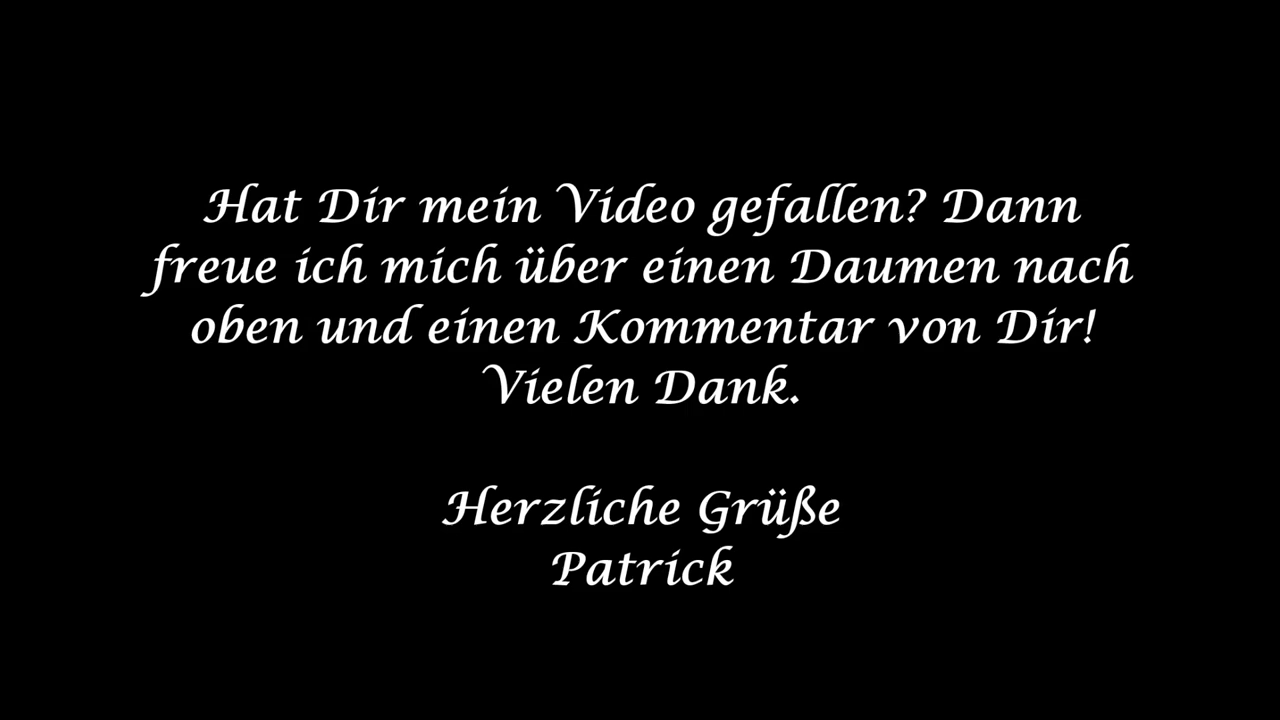 Hat Dir mein Video gefallen? Dann
freue ich mich über einen Daumen nach
oben und einen Kommentar von Dir!
Vielen Dank.
Herzliche Grüße
Patrick